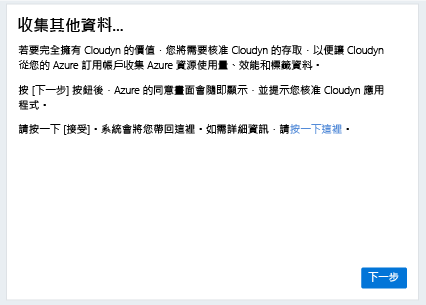 收集其他資料...
若要完全擁有 Cloudyn 的價值，您將需要核准 Cloudyn 的存取，以便讓 Cloudyn
從您的 Azure 訂用帳戶收集 Azure 資源使用量、效能和標籤資料。
按 [下一步] 按鈕後，Azure 的同意畫面會隨即顯示，並提示您核准 Cloudyn 應用
程式。
請按一下 [接受]。系統會將您帶回這裡。如需詳細資訊，請按一下這裡。
下一步